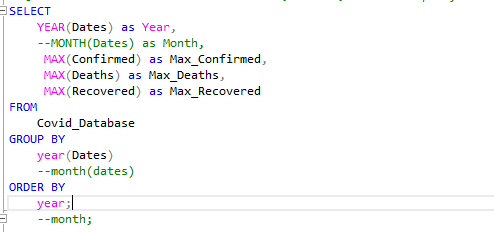 SELECT
YEAR(Dates) as Year,
--MONTH(Dates) as Month,
MAX(Confirmed) as Max_Confirmed,
MAX(Deaths) as Max_Deaths,
MAX(Recovered) as Max_Recovered
FROM
Covid_Database
GROUP BY
year(Dates)
--month(dates)
ORDER BY
year;
--month;